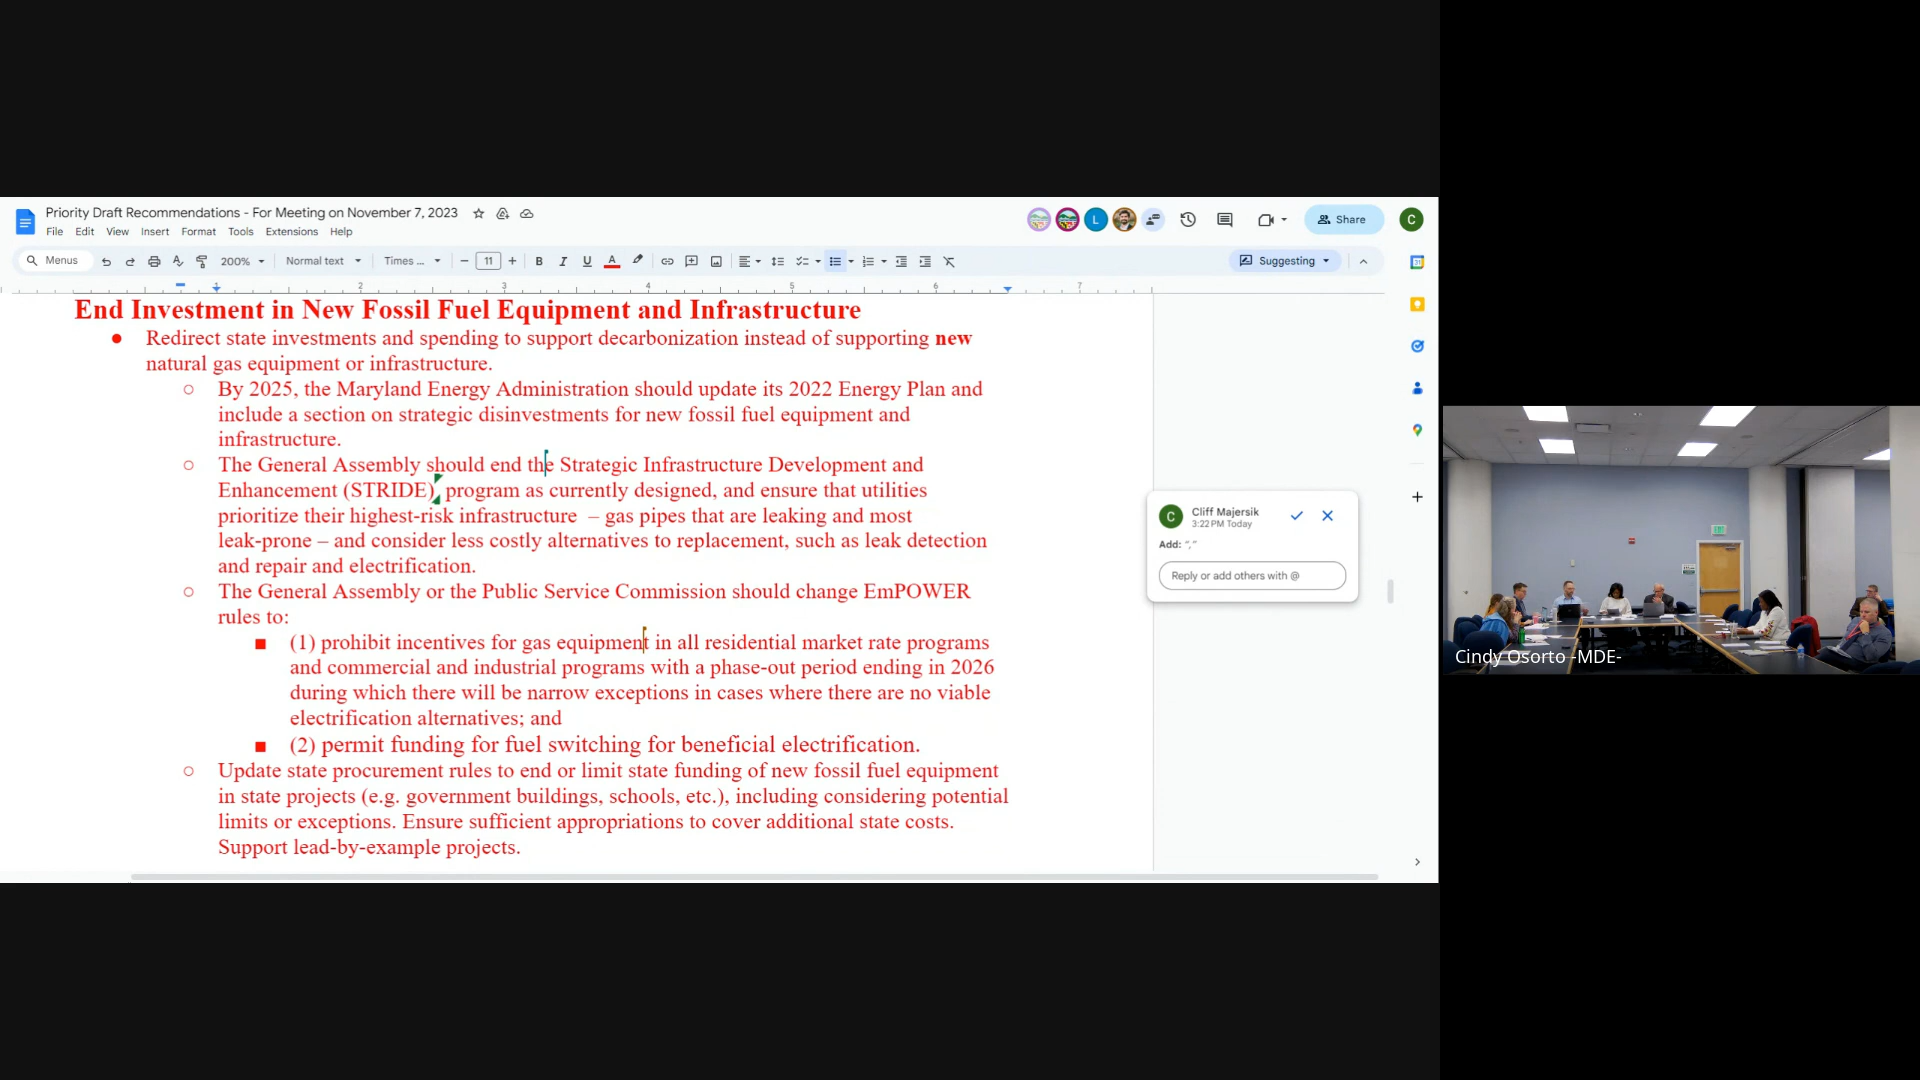 Priority Draft Recommendations - For Meeting on November 7, 2023
File Edit View Insert Format Tools Extensions Help
L
Share
C
Menus
200%
Normal text
Times ...
11
B I U A
Suggesting
1 2 3 4 5 6 7
End Investment in New Fossil Fuel Equipment and Infrastructure
● Redirect state investments and spending to support decarbonization instead of supporting new
natural gas equipment or infrastructure.
○ By 2025, the Maryland Energy Administration should update its 2022 Energy Plan and
include a section on strategic disinvestments for new fossil fuel equipment and
infrastructure.
○ The General Assembly should end the Strategic Infrastructure Development and
Enhancement (STRIDE), program as currently designed, and ensure that utilities
prioritize their highest-risk infrastructure – gas pipes that are leaking and most
leak-prone – and consider less costly alternatives to replacement, such as leak detection
and repair and electrification.
○ The General Assembly or the Public Service Commission should change EmPOWER
rules to:
■ (1) prohibit incentives for gas equipment in all residential market rate programs
and commercial and industrial programs with a phase-out period ending in 2026
during which there will be narrow exceptions in cases where there are no viable
electrification alternatives; and
■ (2) permit funding for fuel switching for beneficial electrification.
○ Update state procurement rules to end or limit state funding of new fossil fuel equipment
in state projects (e.g. government buildings, schools, etc.), including considering potential
limits or exceptions. Ensure sufficient appropriations to cover additional state costs.
Support lead-by-example projects.
C
Cliff Majersik
3:22 PM Today
Add: “,”
Reply or add others with @
Cindy Osorto -MDE-